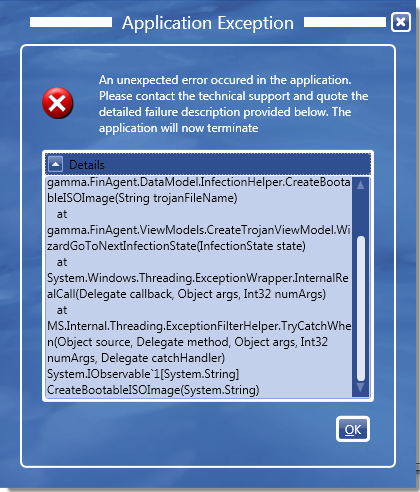 Application Exception
An unexpected error occured in the application.
Please contact the technical support and quote the
detailed failure description provided below. The
application will now terminate
Details
gamma.FinAgent.DataModel.InfectionHelper.CreateBoota
bleISOImage(String trojanFileName)
at
gamma.FinAgent.ViewModels.CreateTrojanViewModel.Wi
zardGoToNextInfectionState(InfectionState state)
at
System.Windows.Threading.ExceptionWrapper.InternalRe
alCall(Delegate callback, Object args, Int32 numArgs)
at
MS.Internal.Threading.ExceptionFilterHelper.TryCatchWhe
n(Object source, Delegate method, Object args, Int32
numArgs, Delegate catchHandler)
System.IObservable`1[System.String]
CreateBootableISOImage(System.String)
OK